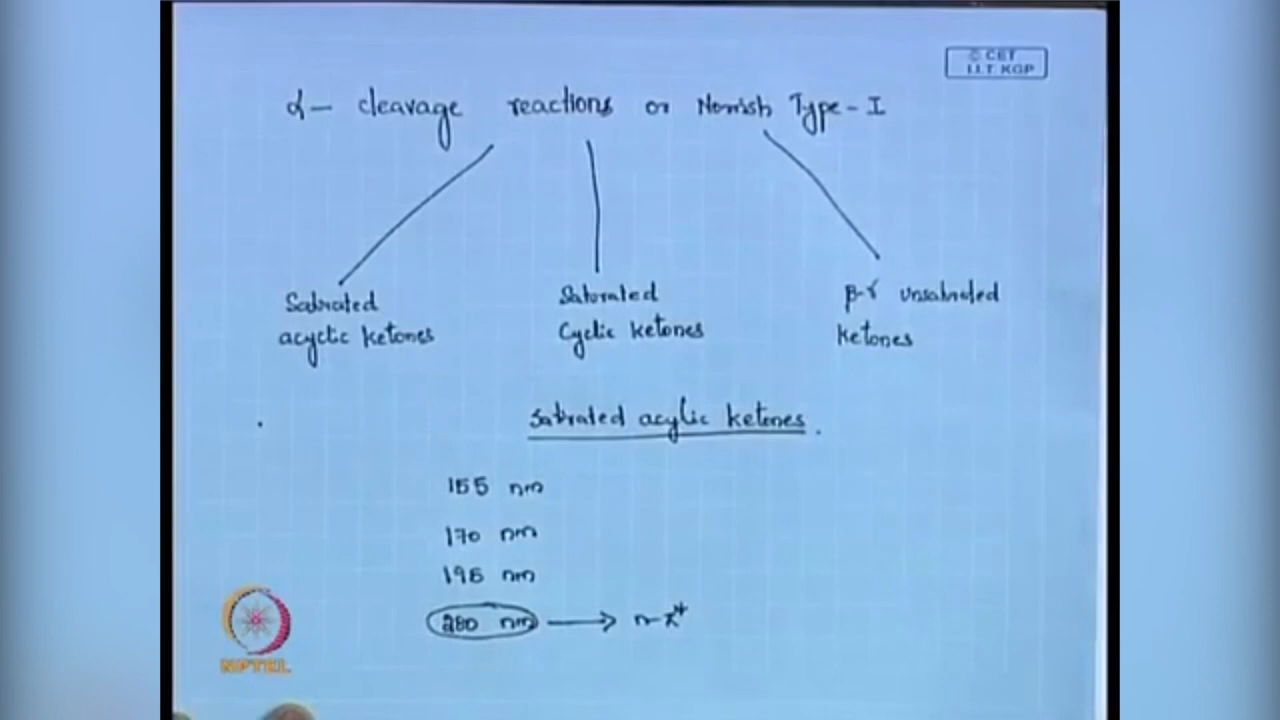 © CET
I.I.T. KGP
α- cleavage reactions or Norrish Type-I
Saturated
acyclic ketones
Saturated
Cyclic ketones
β-γ unsaturated
ketones
Saturated acylic ketones.
155 nm
170 nm
195 nm
280 nm → n-π*
NPTEL